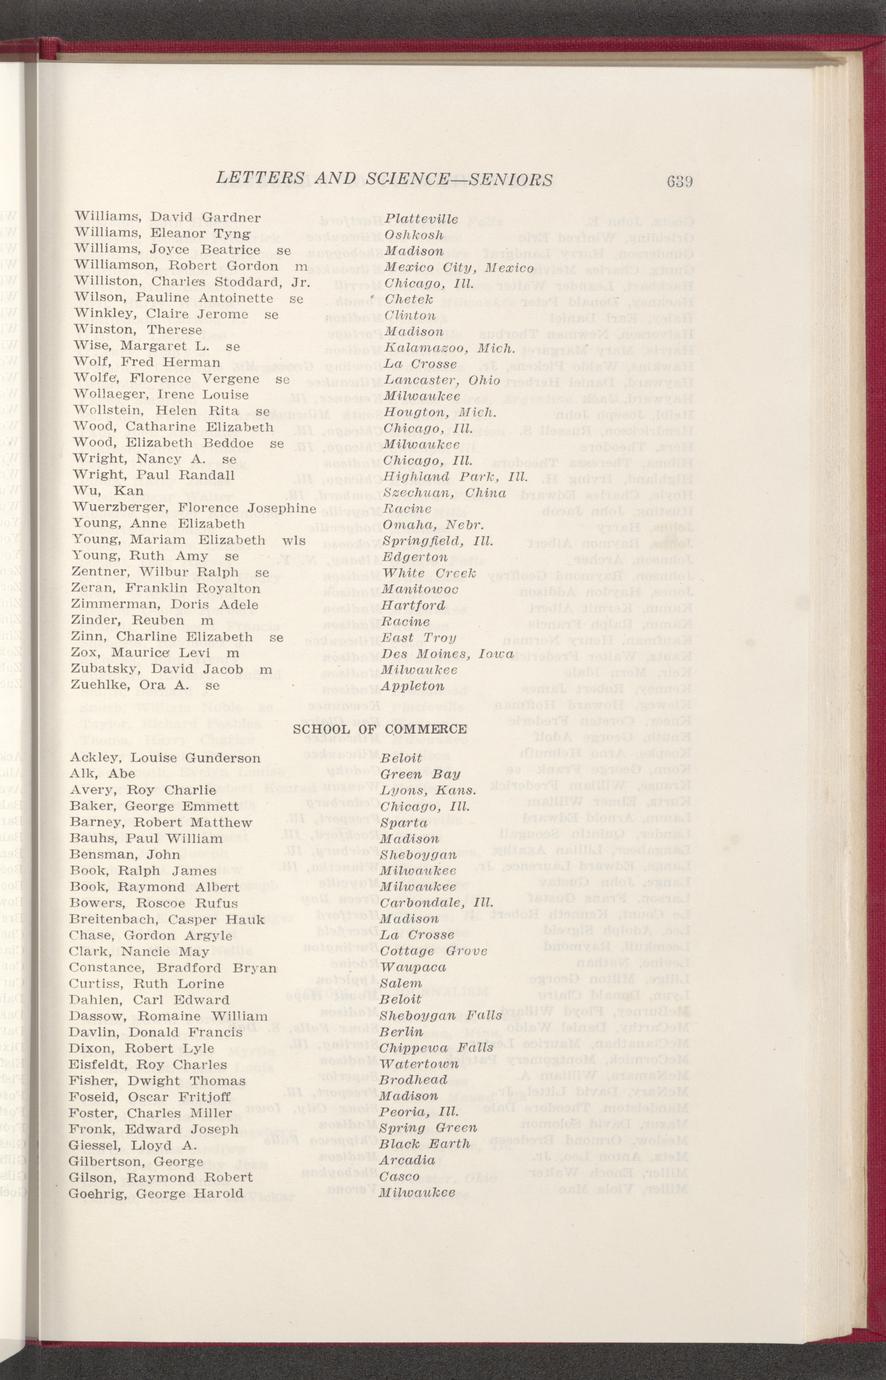 LETTERS AND SCIENCE—SENIORS 639
Williams, David Gardner Platteville
Williams, Eleanor Tyng Oshkosh
Williams, Joyce Beatrice se Madison
Williamson, Robert Gordon m Mexico City, Mexico
Williston, Charles Stoddard, Jr. Chicago, Ill.
Wilson, Pauline Antoinette se Chetek
Winkley, Claire Jerome se Clinton
Winston, Therese Madison
Wise, Margaret L. se Kalamazoo, Mich.
Wolf, Fred Herman La Crosse
Wolfe, Florence Vergene se Lancaster, Ohio
Wollaeger, Irene Louise Milwaukee
Wollstein, Helen Rita se Hougton, Mich.
Wood, Catharine Elizabeth Chicago, Ill.
Wood, Elizabeth Beddoe se Milwaukee
Wright, Nancy A. se Chicago, Ill.
Wright, Paul Randall Highland Park, Ill.
Wu, Kan Szechuan, China
Wuerzberger, Florence Josephine Racine
Young, Anne Elizabeth Omaha, Nebr.
Young, Mariam Elizabeth wls Springfield, Ill.
Young, Ruth Amy se Edgerton
Zentner, Wilbur Ralph se White Creek
Zeran, Franklin Royalton Manitowoc
Zimmerman, Doris Adele Hartford
Zinder, Reuben m Racine
Zinn, Charline Elizabeth se East Troy
Zox, Maurice Levi m Des Moines, Iowa
Zubatsky, David Jacob m Milwaukee
Zuehlke, Ora A. se Appleton
SCHOOL OF COMMERCE
Ackley, Louise Gunderson Beloit
Alk, Abe Green Bay
Avery, Roy Charlie Lyons, Kans.
Baker, George Emmett Chicago, Ill.
Barney, Robert Matthew Sparta
Bauhs, Paul William Madison
Bensman, John Sheboygan
Book, Ralph James Milwaukee
Book, Raymond Albert Milwaukee
Bowers, Roscoe Rufus Carbondale, Ill.
Breitenbach, Casper Hauk Madison
Chase, Gordon Argyle La Crosse
Clark, Nancie May Cottage Grove
Constance, Bradford Bryan Waupaca
Curtiss, Ruth Lorine Salem
Dahlen, Carl Edward Beloit
Dassow, Romaine William Sheboygan Falls
Davlin, Donald Francis Berlin
Dixon, Robert Lyle Chippewa Falls
Eisfeldt, Roy Charles Watertown
Fisher, Dwight Thomas Brodhead
Foseid, Oscar Fritjoff Madison
Foster, Charles Miller Peoria, Ill.
Fronk, Edward Joseph Spring Green
Giessel, Lloyd A. Black Earth
Gilbertson, George Arcadia
Gilson, Raymond Robert Casco
Goehrig, George Harold Milwaukee